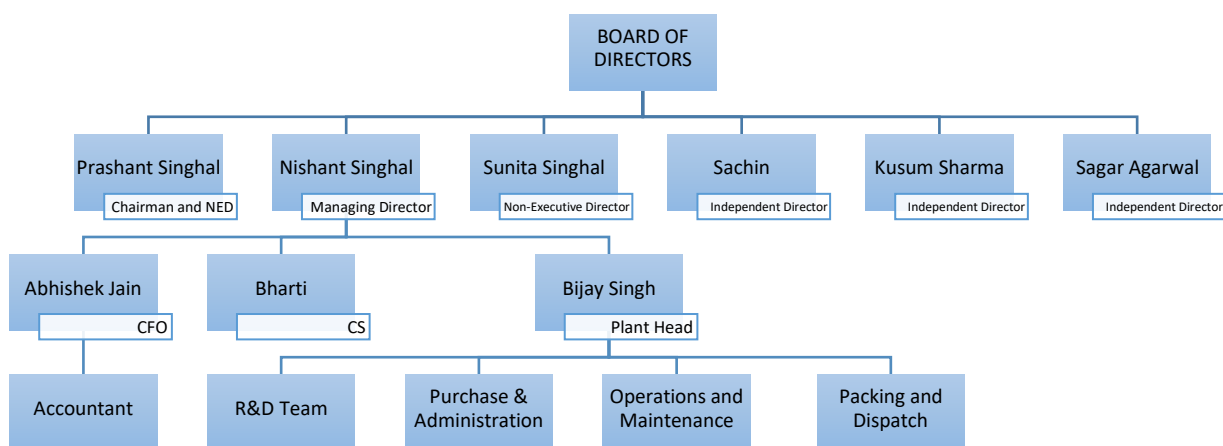 BOARD OF
DIRECTORS
Prashant Singhal
Chairman and NED
Nishant Singhal
Managing Director
Sunita Singhal
Non-Executive Director
Sachin
Independent Director
Kusum Sharma
Independent Director
Sagar Agarwal
Independent Director
Abhishek Jain
CFO
Bharti
CS
Bijay Singh
Plant Head
Accountant
R&D Team
Purchase &
Administration
Operations and
Maintenance
Packing and
Dispatch